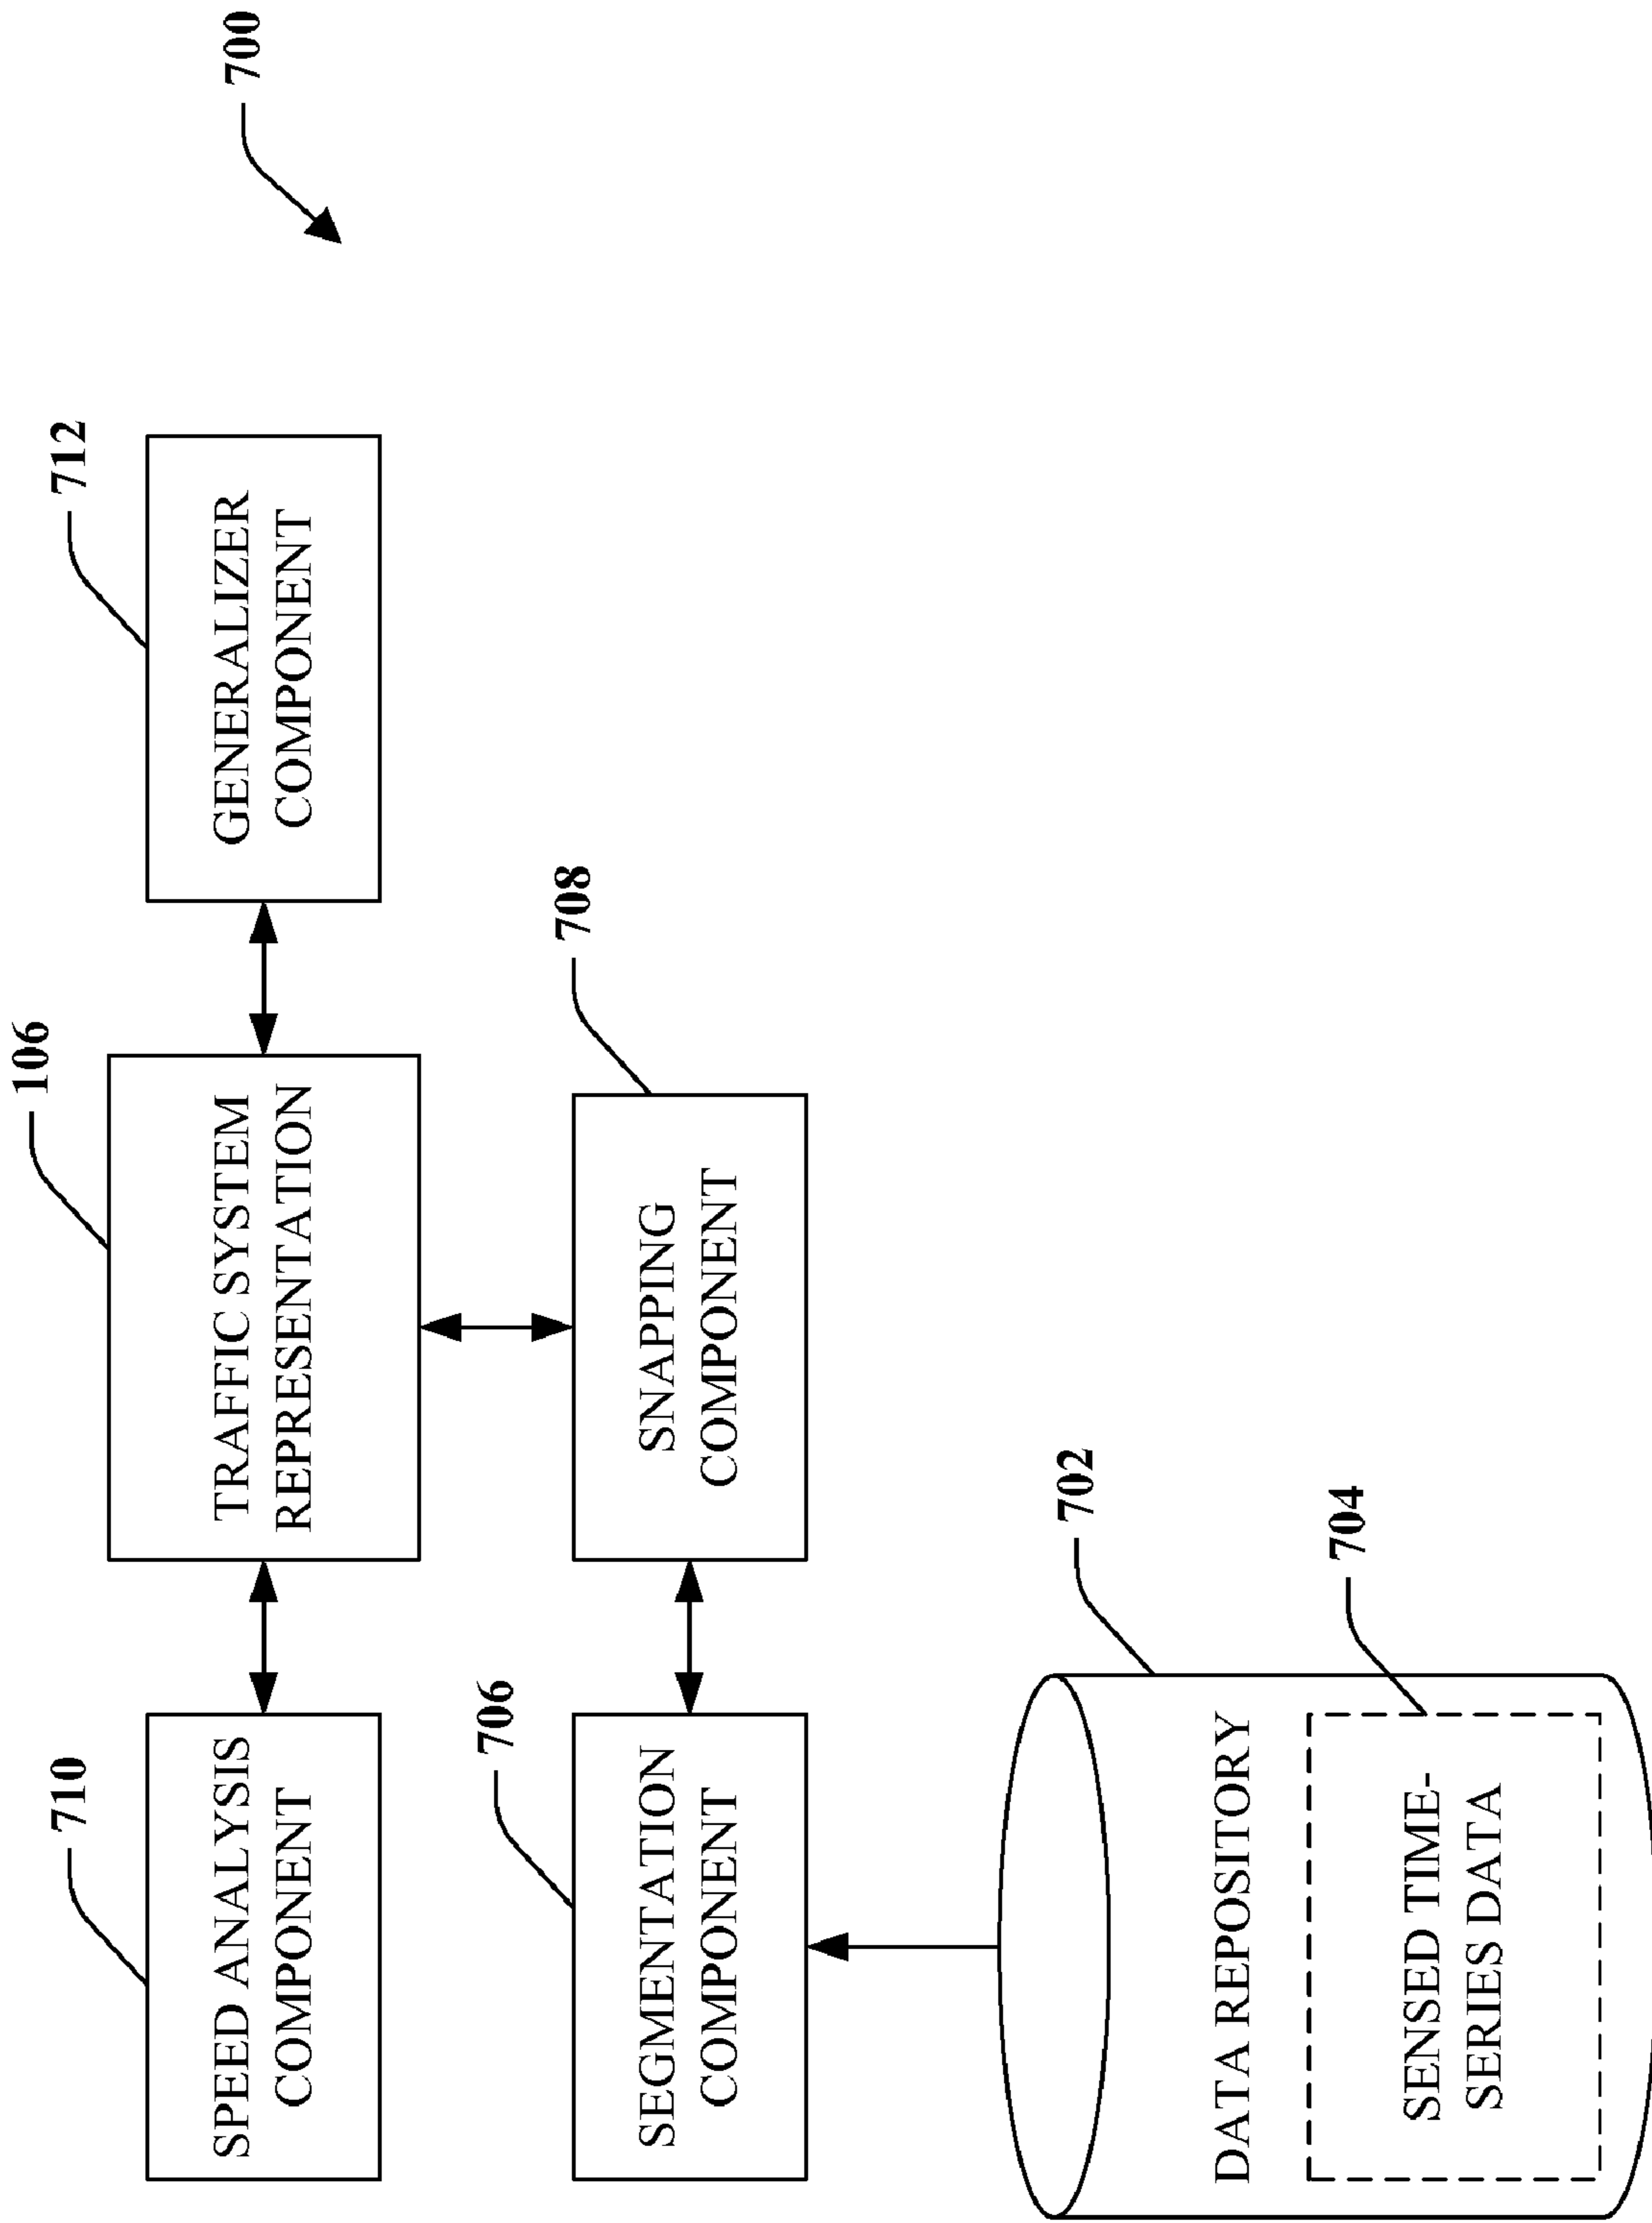 700
710
SPEED ANALYSIS
COMPONENT
106
TRAFFIC SYSTEM
REPRESENTATION
712
GENERALIZER
COMPONENT
706
SEGMENTATION
COMPONENT
708
SNAPPING
COMPONENT
702
DATA REPOSITORY
704
SENSED TIME-
SERIES DATA